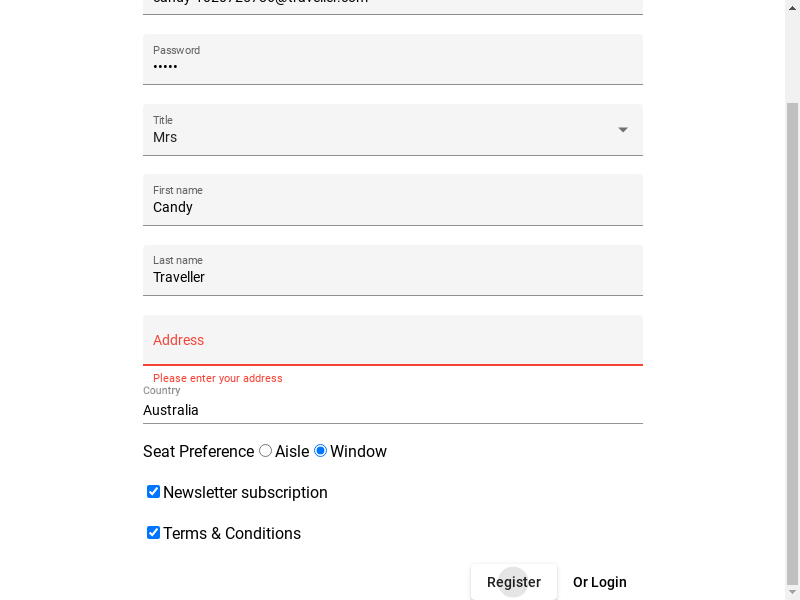 Password
•••••
Title
Mrs
First name
Candy
Last name
Traveller
Address
Please enter your address
Country
Australia
Seat Preference Aisle Window
Newsletter subscription
Terms & Conditions
Register Or Login